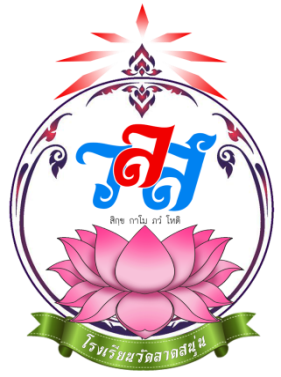 รลส
สิกฺข กาโม ภวํ โหติ
โรงเรียนวัดลาดสนุ่น